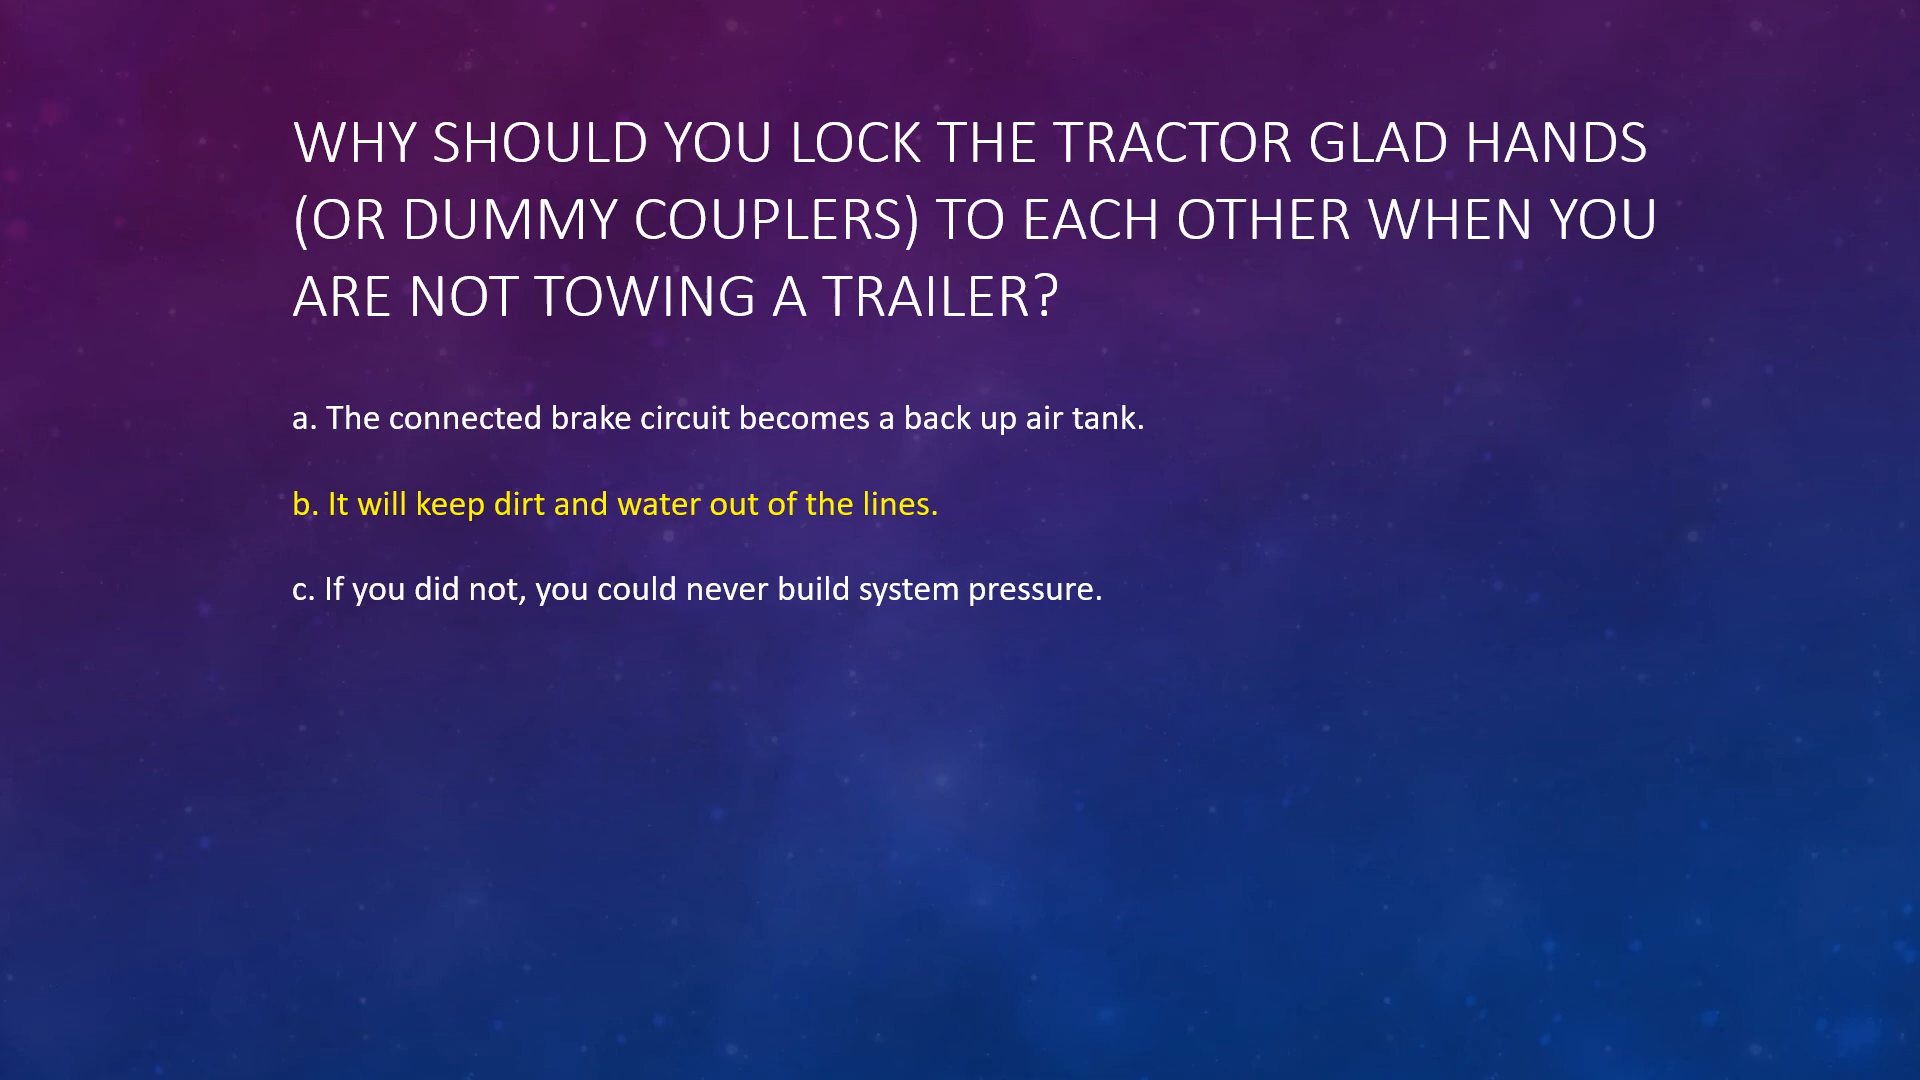 WHY SHOULD YOU LOCK THE TRACTOR GLAD HANDS
(OR DUMMY COUPLERS) TO EACH OTHER WHEN YOU
ARE NOT TOWING A TRAILER?
a. The connected brake circuit becomes a back up air tank.
b. It will keep dirt and water out of the lines.
c. If you did not, you could never build system pressure.